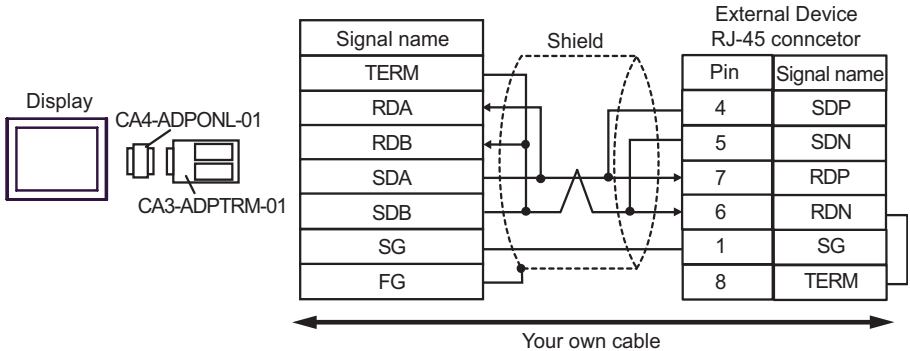 External Device
RJ-45 conncetor
Signal name
Shield
TERM
Pin
Signal name
Display
CA4-ADPONL-01
RDA
4
SDP
RDB
5
SDN
SDA
7
RDP
CA3-ADPTRM-01
SDB
6
RDN
SG
1
SG
FG
8
TERM
Your own cable